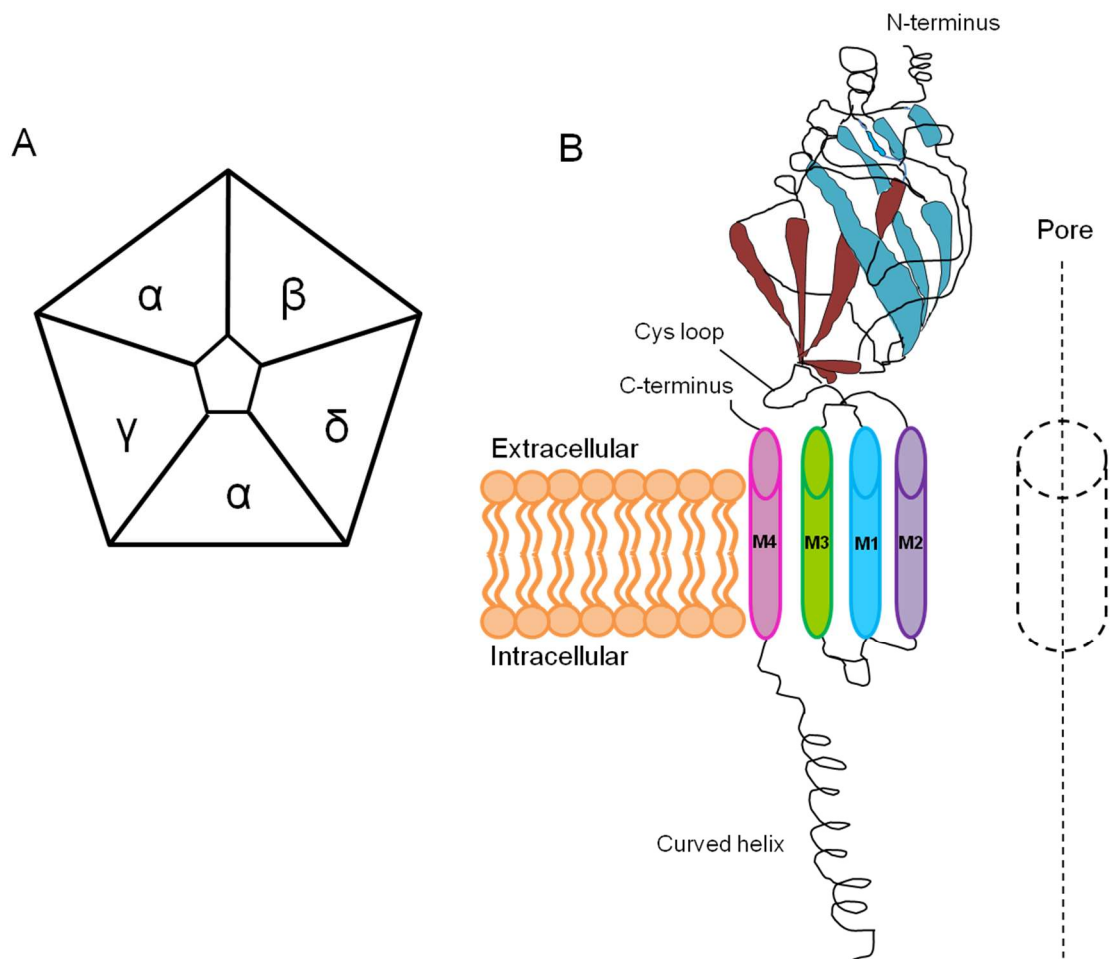 A
α
β
γ
δ
α
B
N-terminus
Pore
Cys loop
C-terminus
Extracellular
M4
M3
M1
M2
Intracellular
Curved helix